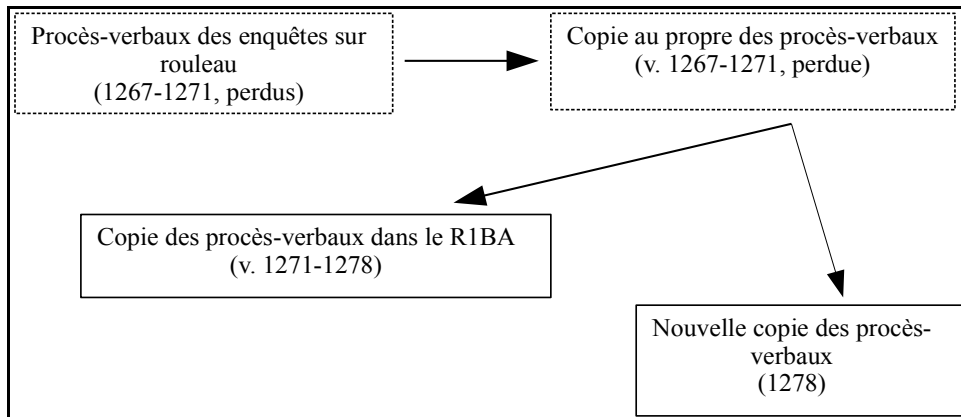 Procès-verbaux des enquêtes sur
rouleau
(1267-1271, perdus)
Copie au propre des procès-verbaux
(v. 1267-1271, perdue)
Copie des procès-verbaux dans le R1BA
(v. 1271-1278)
Nouvelle copie des procès-
verbaux
(1278)